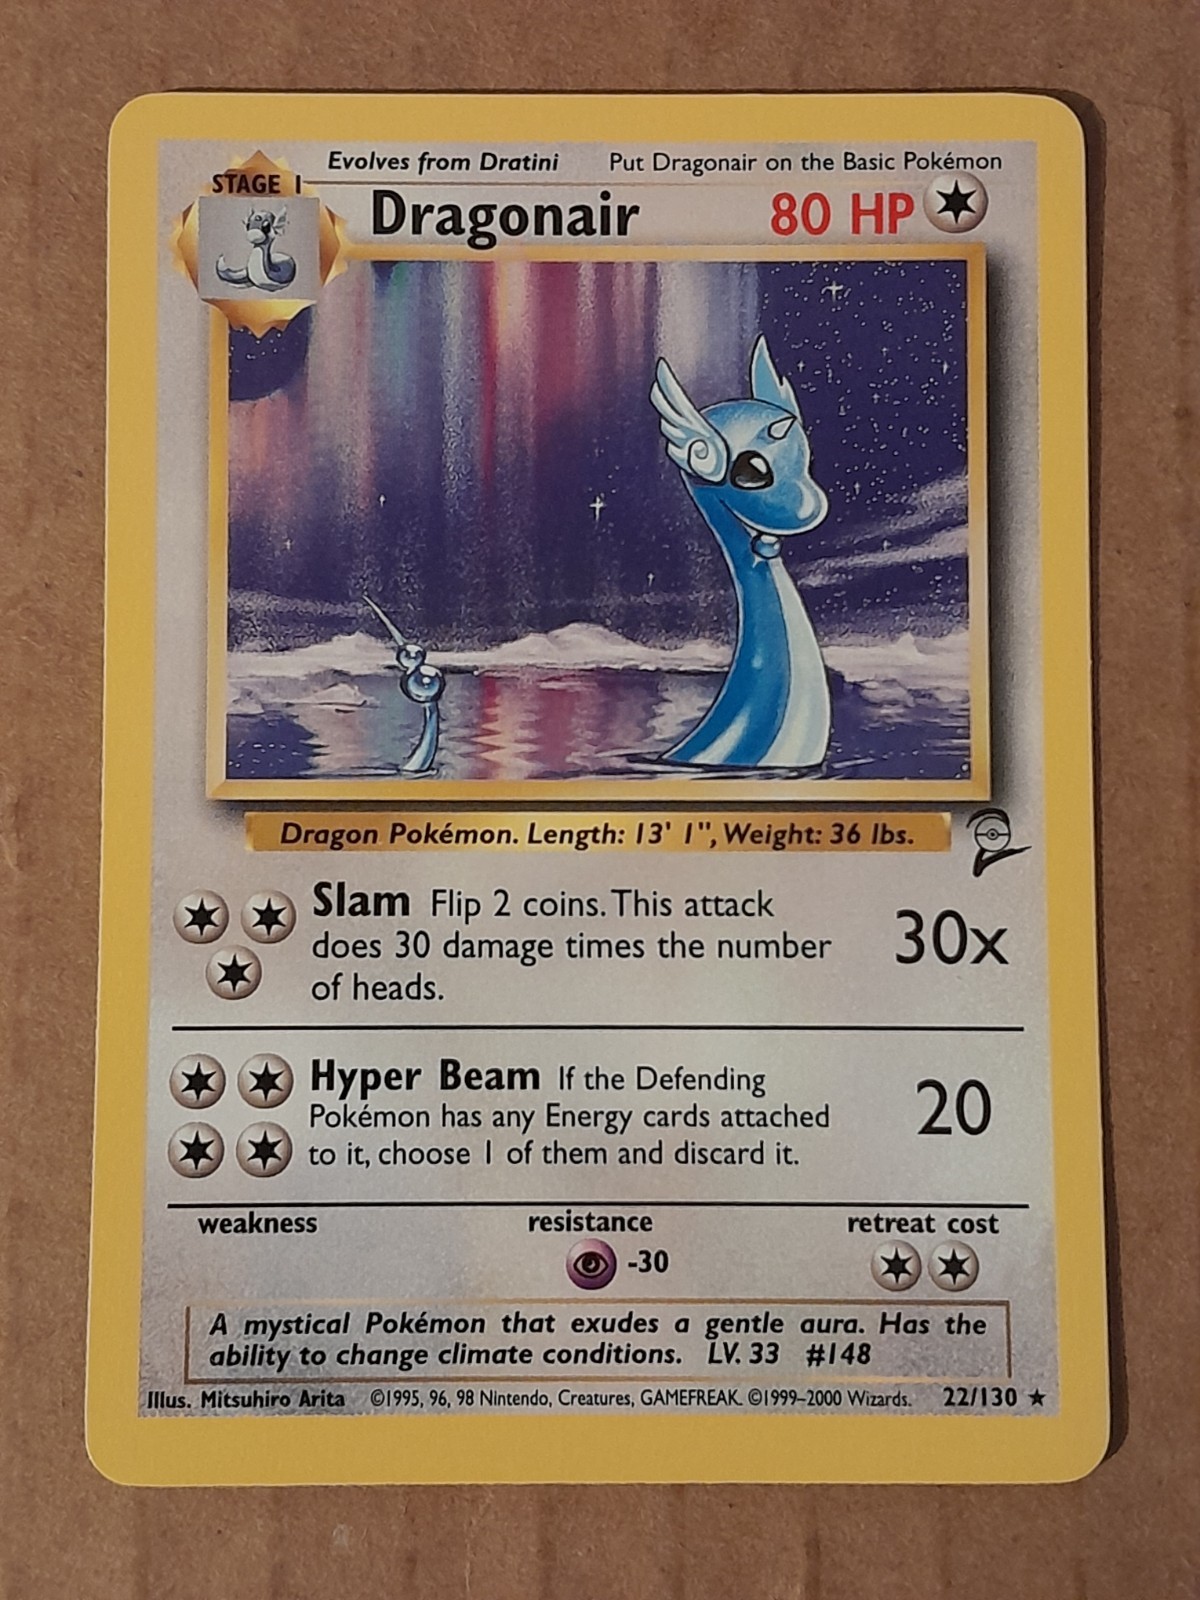 Evolves from Dratini Put Dragonair on the Basic Pokémon
STAGE 1
Dragonair 80 HP
Dragon Pokémon. Length: 13' 1", Weight: 36 lbs.
Slam Flip 2 coins. This attack
does 30 damage times the number
of heads.
30x
Hyper Beam If the Defending
Pokémon has any Energy cards attached
to it, choose 1 of them and discard it.
20
weakness resistance retreat cost
-30
A mystical Pokémon that exudes a gentle aura. Has the
ability to change climate conditions. LV. 33 #148
Illus. Mitsuhiro Arita ©1995, 96, 98 Nintendo, Creatures, GAMEFREAK. ©1999–2000 Wizards. 22/130 ★